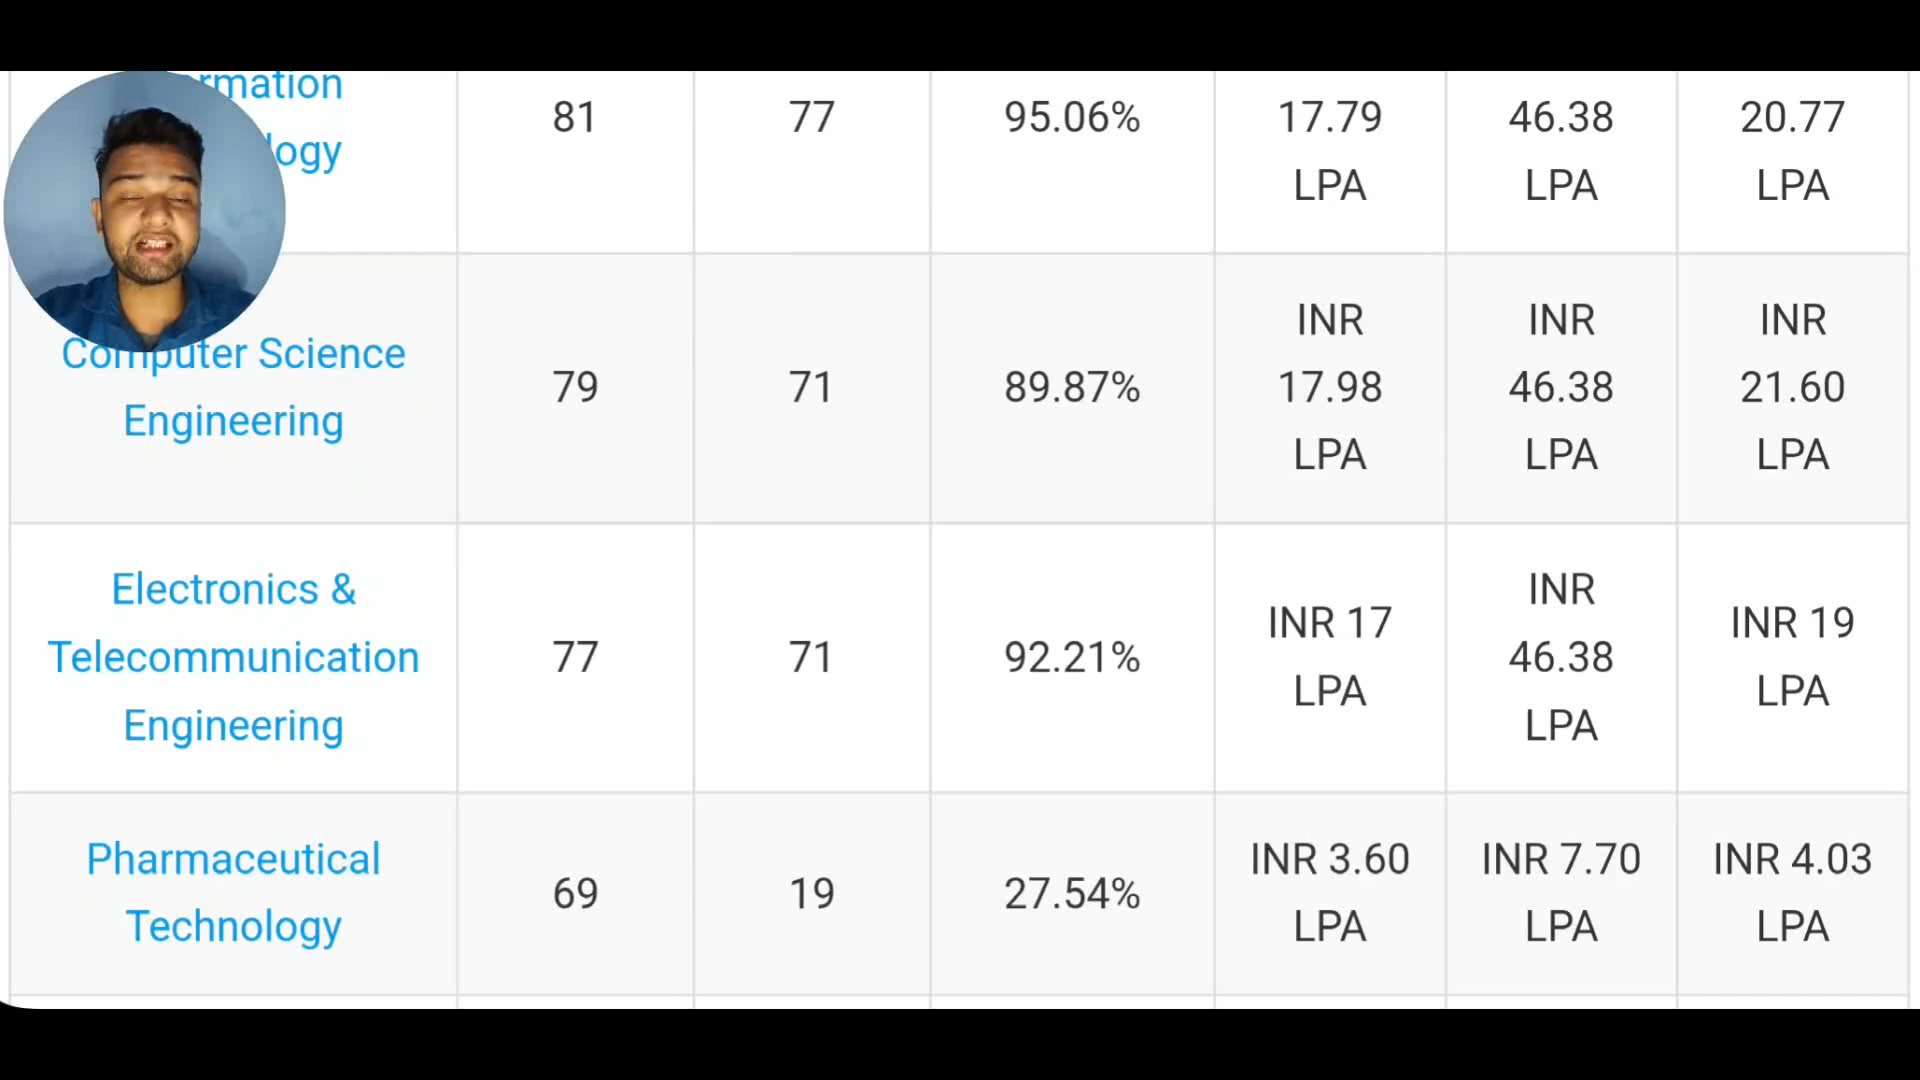 81 77 95.06% 17.79 46.38 20.77
LPA LPA LPA
Computer Science
Engineering
79 71 89.87%
INR INR INR
17.98 46.38 21.60
LPA LPA LPA
Electronics &
Telecommunication
Engineering
77 71 92.21%
INR 17
LPA
INR
46.38
LPA
INR 19
LPA
Pharmaceutical
Technology
69 19 27.54%
INR 3.60 INR 7.70 INR 4.03
LPA LPA LPA